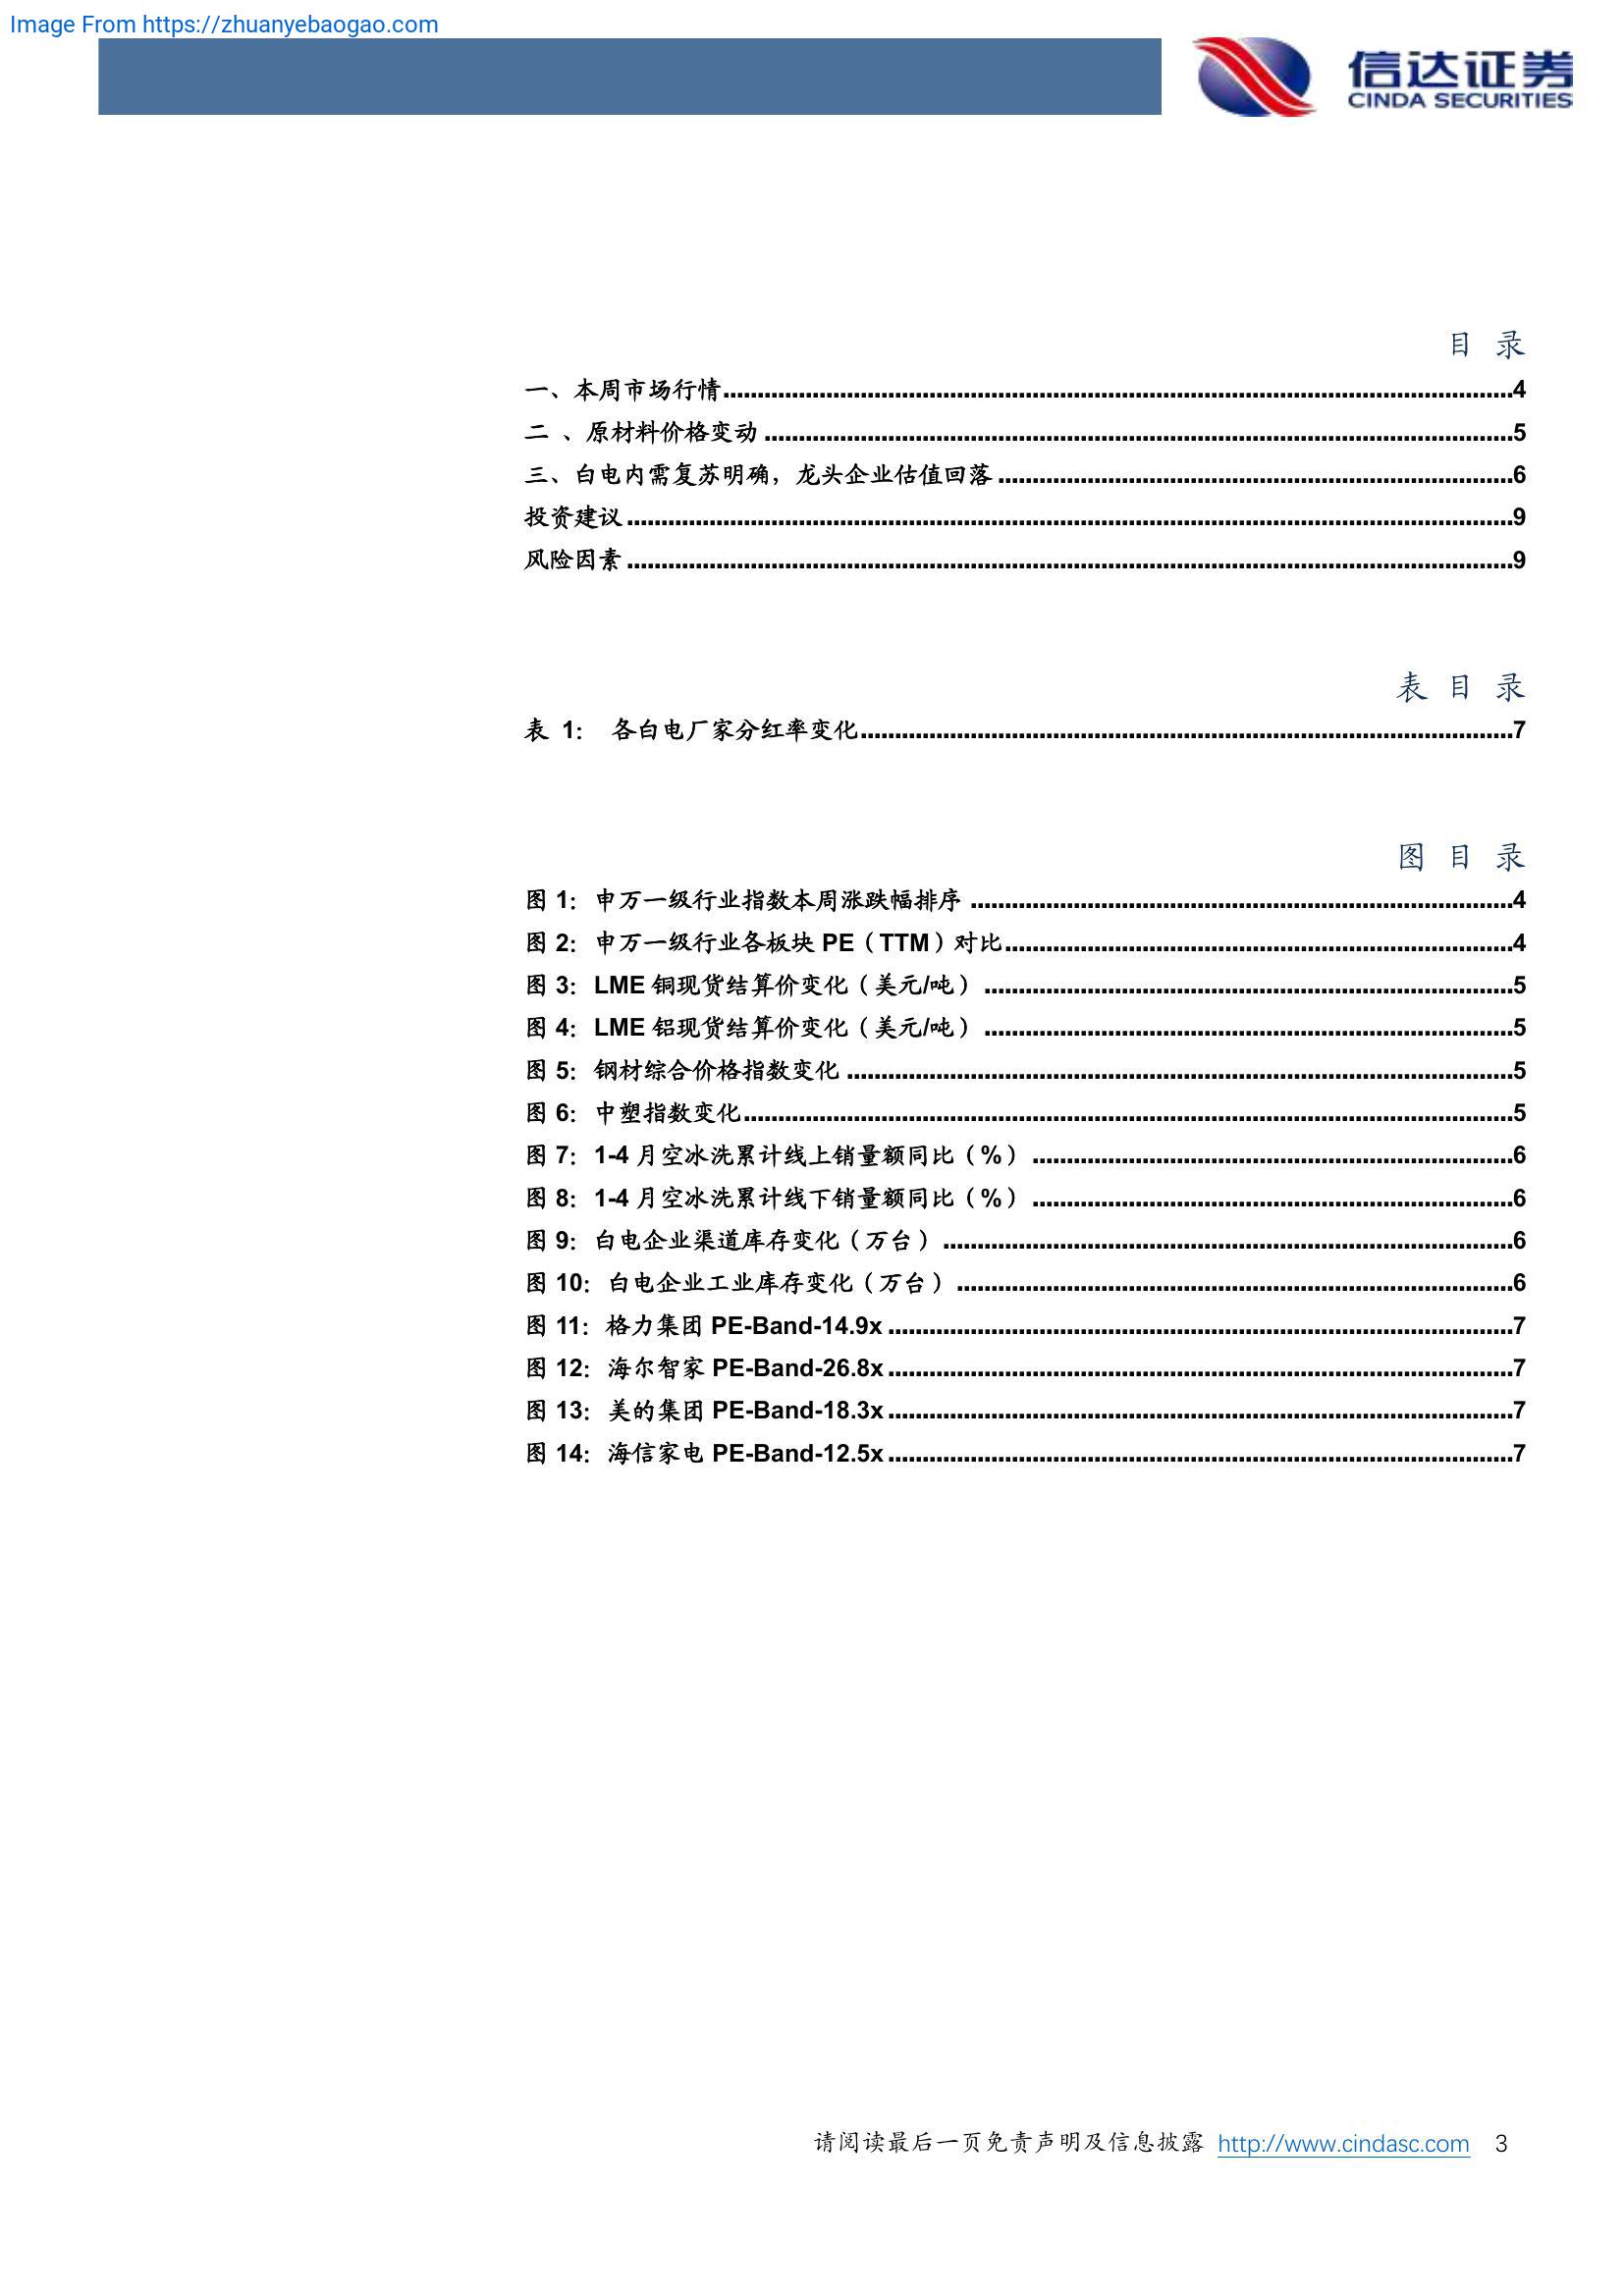 Image From https://zhuanyebaogao.com
信达证券
CINDA SECURITIES
目 录
一、本周市场行情........4
二 、原材料价格变动........5
三、白电内需复苏明确，龙头企业估值回落........6
投资建议........9
风险因素........9
表 目 录
表 1： 各白电厂家分红率变化........7
图 目 录
图 1：申万一级行业指数本周涨跌幅排序........4
图 2：申万一级行业各板块 PE（TTM）对比........4
图 3：LME 铜现货结算价变化（美元/吨）........5
图 4：LME 铝现货结算价变化（美元/吨）........5
图 5：钢材综合价格指数变化........5
图 6：中塑指数变化........5
图 7：1-4 月空冰洗累计线上销量额同比（%）........6
图 8：1-4 月空冰洗累计线下销量额同比（%）........6
图 9：白电企业渠道库存变化（万台）........6
图 10：白电企业工业库存变化（万台）........6
图 11：格力集团 PE-Band-14.9x........7
图 12：海尔智家 PE-Band-26.8x........7
图 13：美的集团 PE-Band-18.3x........7
图 14：海信家电 PE-Band-12.5x........7
请阅读最后一页免责声明及信息披露 http://www.cindasc.com 3